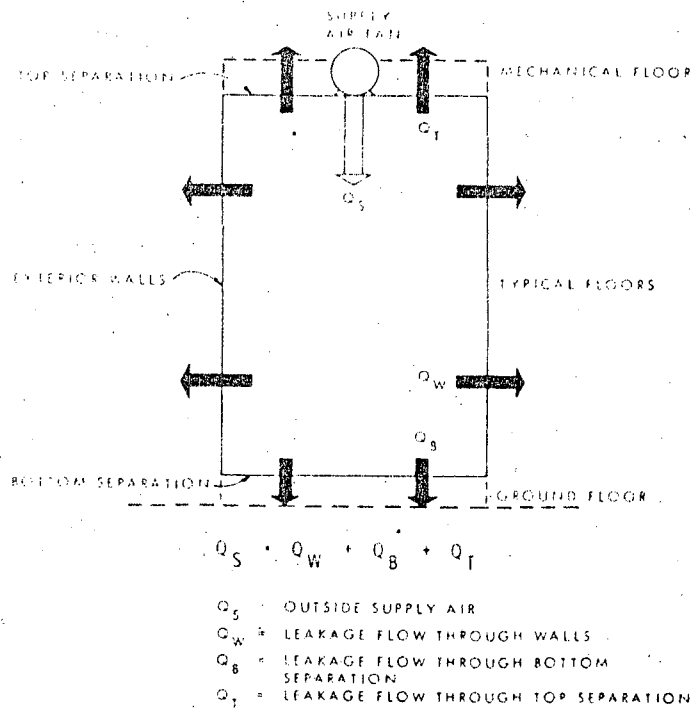 SUPPLY
AIR FAN
TOP SEPARATION
MECHANICAL FLOOR
Q_T
Q_S
EXTERIOR WALLS
TYPICAL FLOORS
Q_W
Q_B
BOTTOM SEPARATION
GROUND FLOOR
Q_S = Q_W + Q_B + Q_T
Q_S = OUTSIDE SUPPLY AIR
Q_W = LEAKAGE FLOW THROUGH WALLS
Q_B = LEAKAGE FLOW THROUGH BOTTOM
SEPARATION
Q_T = LEAKAGE FLOW THROUGH TOP SEPARATION